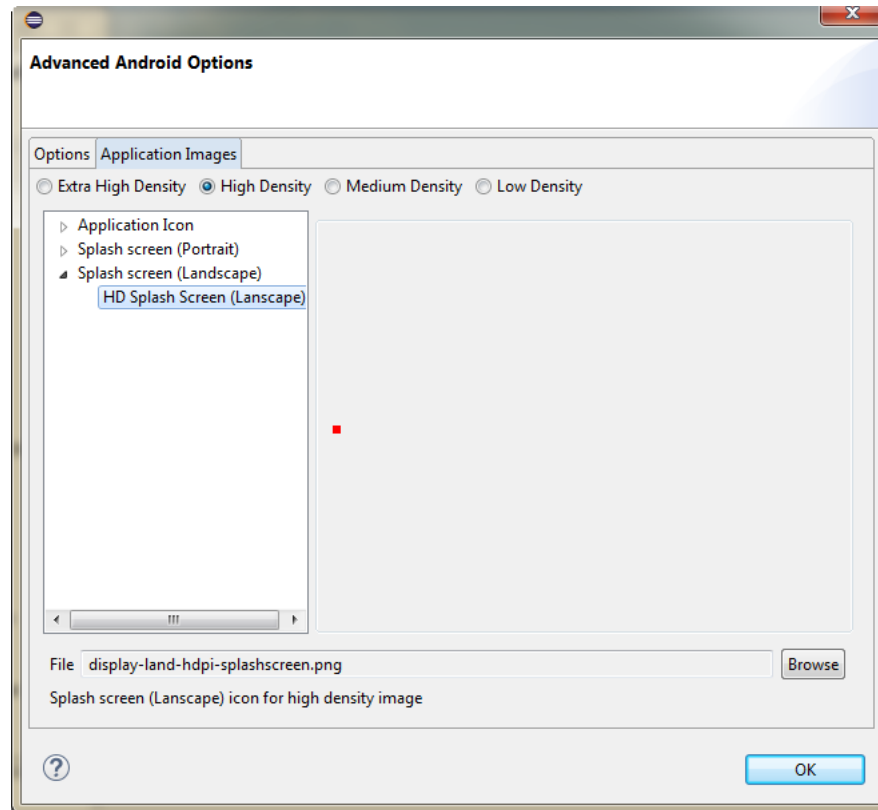 Advanced Android Options
Options Application Images
Extra High Density High Density Medium Density Low Density
Application Icon
Splash screen (Portrait)
Splash screen (Landscape)
HD Splash Screen (Lanscape)
File display-land-hdpi-splashscreen.png Browse
Splash screen (Lanscape) icon for high density image
? OK